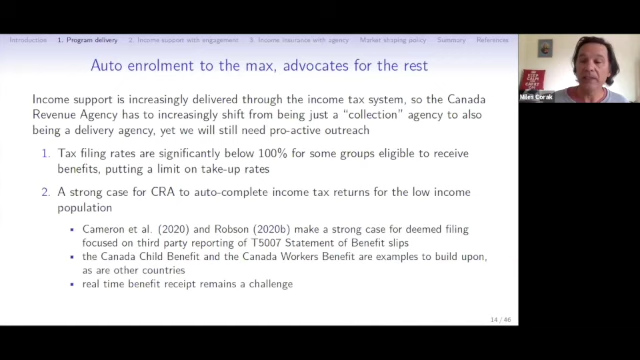 Introduction 1. Program delivery 2. Income support with engagement 3. Income insurance with agency Market shaping policy Summary References
Auto enrolment to the max, advocates for the rest
Income support is increasingly delivered through the income tax system, so the Canada
Revenue Agency has to increasingly shift from being just a “collection” agency to also
being a delivery agency, yet we will still need pro-active outreach
1. Tax filing rates are significantly below 100% for some groups eligible to receive
benefits, putting a limit on take-up rates
2. A strong case for CRA to auto-complete income tax returns for the low income
population
• Cameron et al. (2020) and Robson (2020b) make a strong case for deemed filing
focused on third party reporting of T5007 Statement of Benefit slips
• the Canada Child Benefit and the Canada Workers Benefit are examples to build upon,
as are other countries
• real time benefit receipt remains a challenge
14 / 46
Miles Corak